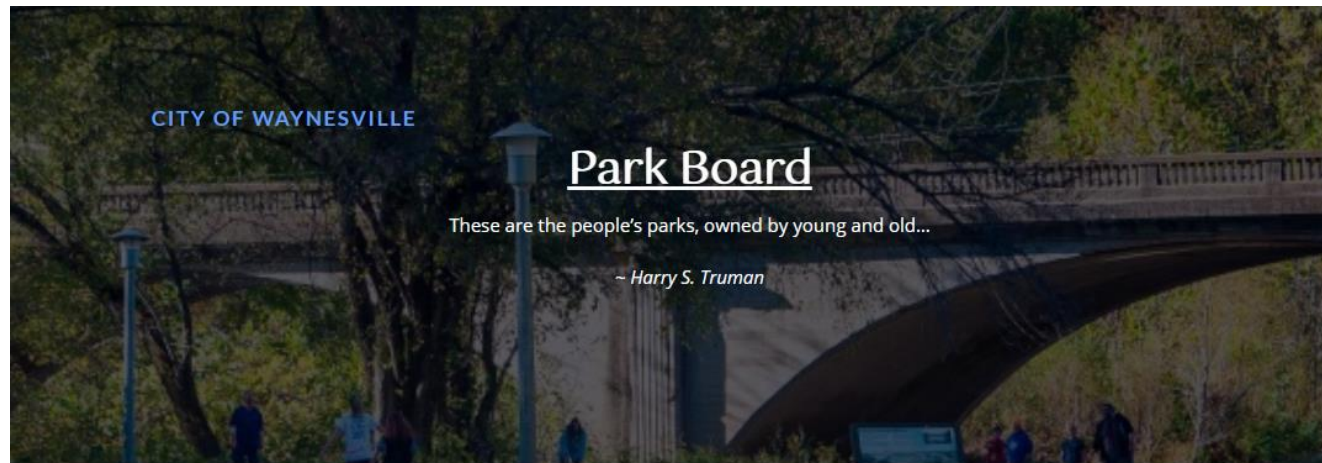 CITY OF WAYNESVILLE
Park Board
These are the people’s parks, owned by young and old...
~ Harry S. Truman